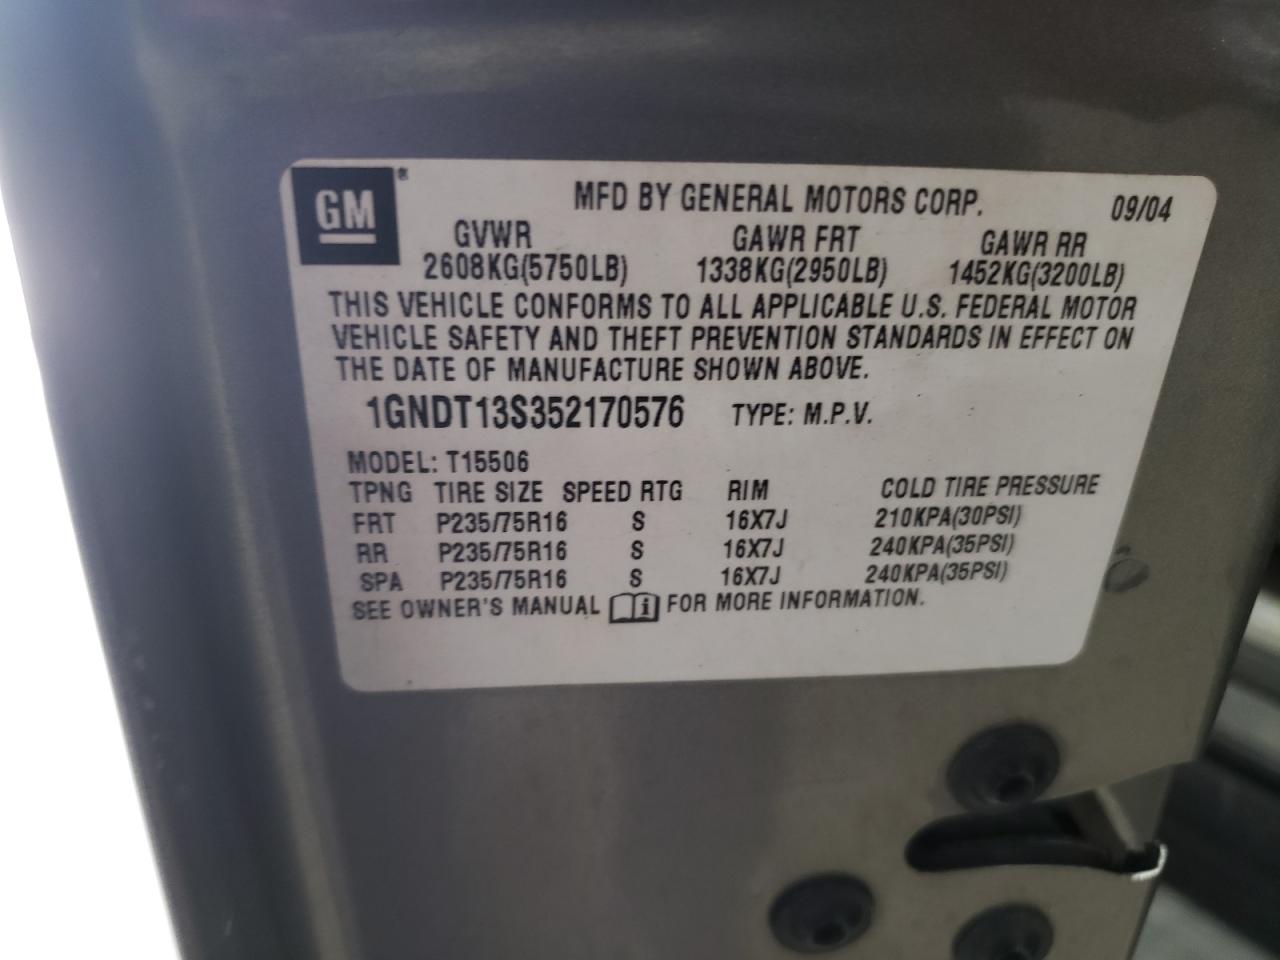 GM® MFD BY GENERAL MOTORS CORP. 09/04
GVWR GAWR FRT GAWR RR
2608KG(5750LB) 1338KG(2950LB) 1452KG(3200LB)
THIS VEHICLE CONFORMS TO ALL APPLICABLE U.S. FEDERAL MOTOR
VEHICLE SAFETY AND THEFT PREVENTION STANDARDS IN EFFECT ON
THE DATE OF MANUFACTURE SHOWN ABOVE.
1GNDT13S352170576 TYPE: M.P.V.
MODEL: T15506
TPNG TIRE SIZE SPEED RTG RIM COLD TIRE PRESSURE
FRT P235/75R16 S 16X7J 210KPA(30PSI)
RR P235/75R16 S 16X7J 240KPA(35PSI)
SPA P235/75R16 S 16X7J 240KPA(35PSI)
SEE OWNER'S MANUAL i FOR MORE INFORMATION.